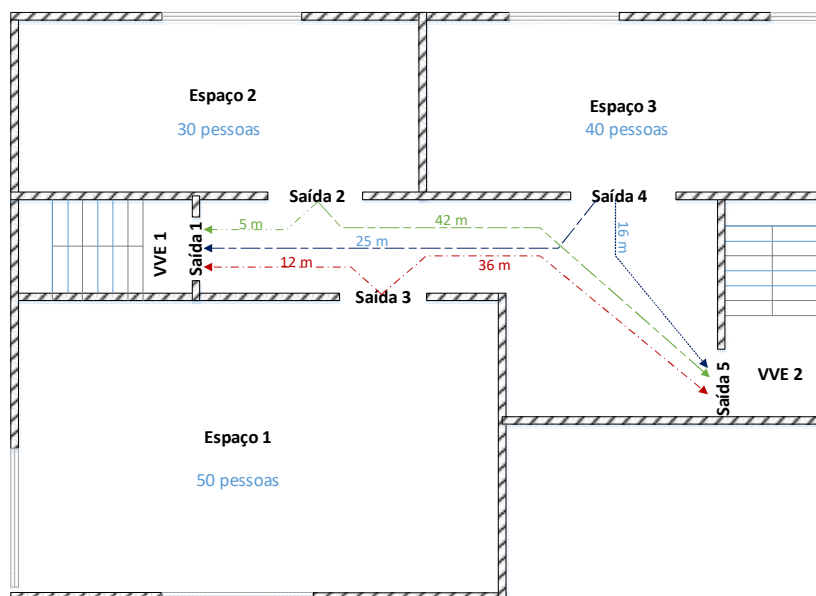 Espaço 2
30 pessoas
Espaço 3
40 pessoas
Saída 2
Saída 4
5 m
42 m
16 m
VVE 1
Saída 1
25 m
12 m
36 m
Saída 3
Saída 5
VVE 2
Espaço 1
50 pessoas